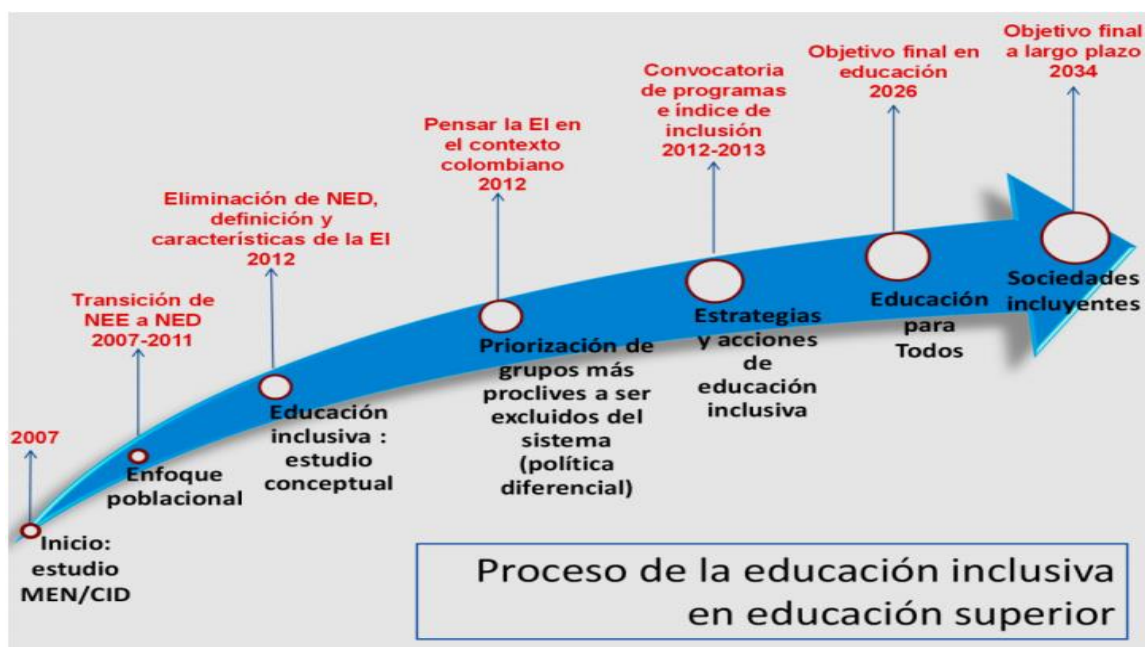 2007
Inicio:
estudio
MEN/CID
Transición de
NEE a NED
2007-2011
Enfoque
poblacional
Eliminación de NED,
definición y
características de la EI
2012
Educación
inclusiva :
estudio
conceptual
Pensar la EI en
el contexto
colombiano
2012
Priorización de
grupos más
proclives a ser
excluidos del
sistema
(política
diferencial)
Convocatoria
de programas
e índice de
inclusión
2012-2013
Estrategias
y acciones
de
educación
inclusiva
Objetivo final en
educación
2026
Educación
para
Todos
Objetivo final
a largo plazo
2034
Sociedades
incluyentes
Proceso de la educación inclusiva
en educación superior